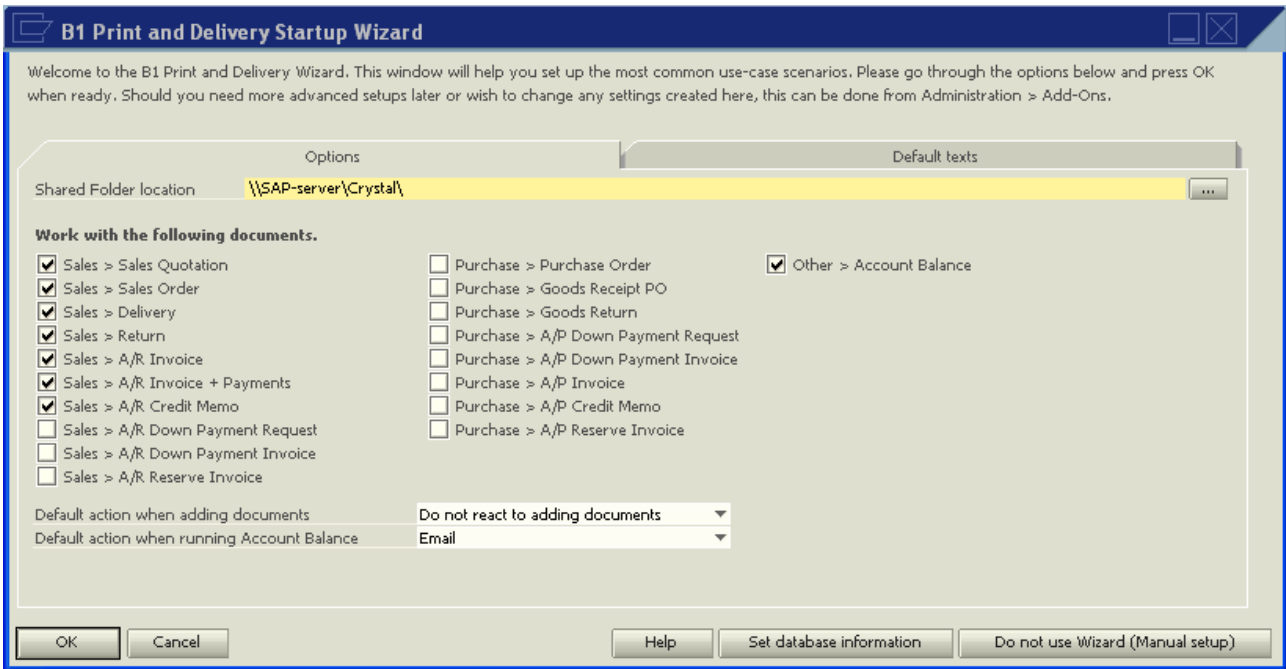 B1 Print and Delivery Startup Wizard
Welcome to the B1 Print and Delivery Wizard. This window will help you set up the most common use-case scenarios. Please go through the options below and press OK
when ready. Should you need more advanced setups later or wish to change any settings created here, this can be done from Administration > Add-Ons.
Options Default texts
Shared Folder location \\SAP-server\Crystal\ ...
Work with the following documents.
Sales > Sales Quotation Purchase > Purchase Order Other > Account Balance
Sales > Sales Order Purchase > Goods Receipt PO
Sales > Delivery Purchase > Goods Return
Sales > Return Purchase > A/P Down Payment Request
Sales > A/R Invoice Purchase > A/P Down Payment Invoice
Sales > A/R Invoice + Payments Purchase > A/P Invoice
Sales > A/R Credit Memo Purchase > A/P Credit Memo
Sales > A/R Down Payment Request Purchase > A/P Reserve Invoice
Sales > A/R Down Payment Invoice
Sales > A/R Reserve Invoice
Default action when adding documents Do not react to adding documents
Default action when running Account Balance Email
OK Cancel Help Set database information Do not use Wizard (Manual setup)